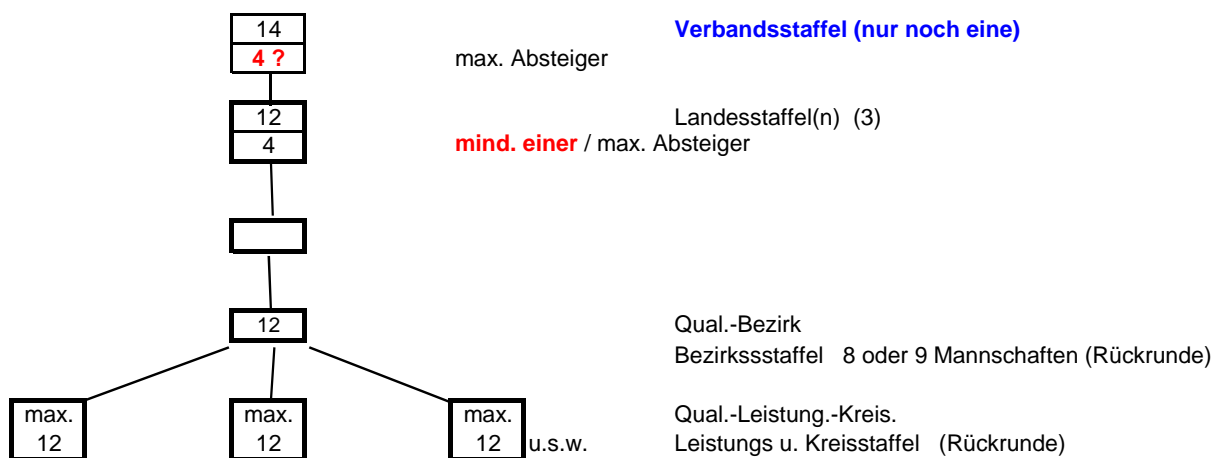 14 Verbandsstaffel (nur noch eine)
4 ? max. Absteiger
12 Landesstaffel(n) (3)
4 mind. einer / max. Absteiger
12 Qual.-Bezirk
Bezirkssstaffel 8 oder 9 Mannschaften (Rückrunde)
max. max. max. Qual.-Leistung.-Kreis.
12 12 12 u.s.w. Leistungs u. Kreisstaffel (Rückrunde)